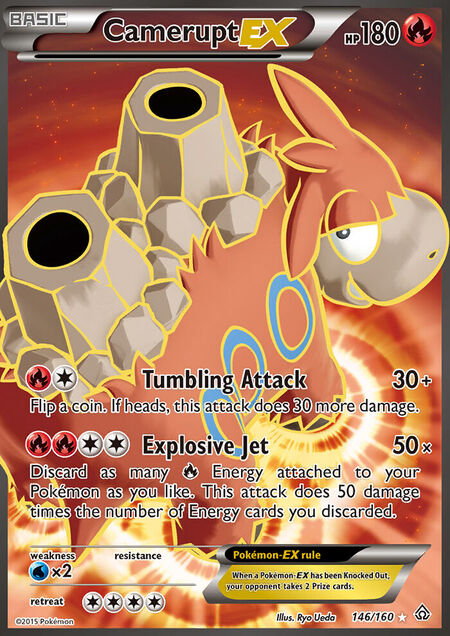 BASIC
Camerupt EX HP 180
Tumbling Attack 30+
Flip a coin. If heads, this attack does 30 more damage.
Explosive Jet 50×
Discard as many Energy attached to your
Pokémon as you like. This attack does 50 damage
times the number of Energy cards you discarded.
weakness resistance
×2
Pokémon-EX rule
When a Pokémon-EX has been Knocked Out,
your opponent takes 2 Prize cards.
retreat
©2015 Pokémon Illus. Ryo Ueda 146/160 ★